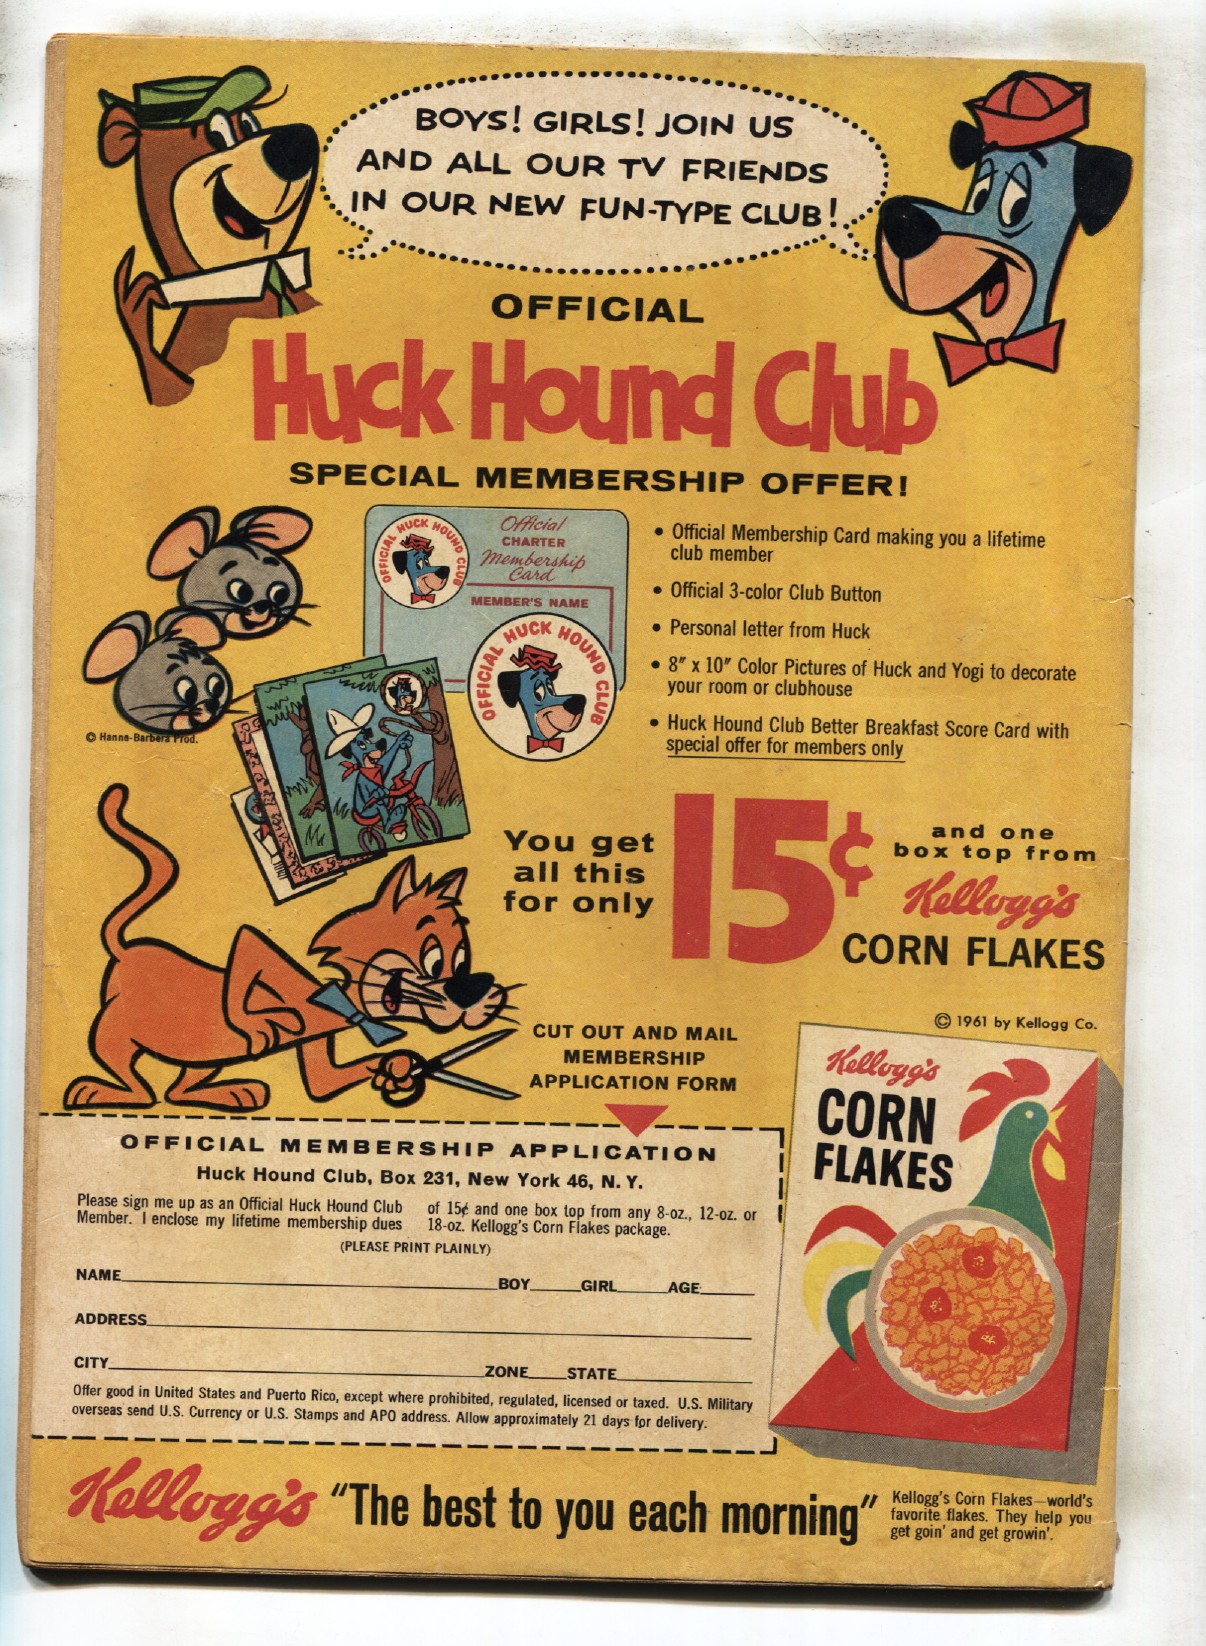 BOYS! GIRLS! JOIN US
AND ALL OUR TV FRIENDS
IN OUR NEW FUN-TYPE CLUB!
OFFICIAL
Huck Hound Club
SPECIAL MEMBERSHIP OFFER!
OFFICIAL HUCK HOUND CLUB
Official
CHARTER
Membership
Card
MEMBER'S NAME
OFFICIAL HUCK HOUND CLUB
• Official Membership Card making you a lifetime
club member
• Official 3-color Club Button
• Personal letter from Huck
• 8" x 10" Color Pictures of Huck and Yogi to decorate
your room or clubhouse
• Huck Hound Club Better Breakfast Score Card with
special offer for members only
© Hanna-Barbera Prod.
You get
all this
for only
15¢
and one
box top from
Kellogg's
CORN FLAKES
© 1961 by Kellogg Co.
CUT OUT AND MAIL
MEMBERSHIP
APPLICATION FORM
Kellogg's
CORN
FLAKES
OFFICIAL MEMBERSHIP APPLICATION
Huck Hound Club, Box 231, New York 46, N. Y.
Please sign me up as an Official Huck Hound Club
Member. I enclose my lifetime membership dues
of 15¢ and one box top from any 8-oz., 12-oz. or
18-oz. Kellogg's Corn Flakes package.
(PLEASE PRINT PLAINLY)
NAME BOY GIRL AGE
ADDRESS
CITY ZONE STATE
Offer good in United States and Puerto Rico, except where prohibited, regulated, licensed or taxed. U.S. Military
overseas send U.S. Currency or U.S. Stamps and APO address. Allow approximately 21 days for delivery.
Kellogg's "The best to you each morning"
Kellogg's Corn Flakes—world's
favorite flakes. They help you
get goin' and get growin'.